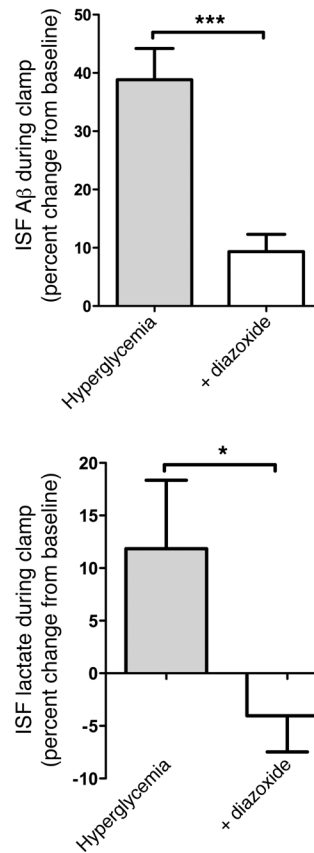 ISF Aβ during clamp
(percent change from baseline)
50
40
30
20
10
0
***
Hyperglycemia
+ diazoxide
ISF lactate during clamp
(percent change from baseline)
20
15
10
5
0
-5
-10
*
Hyperglycemia
+ diazoxide